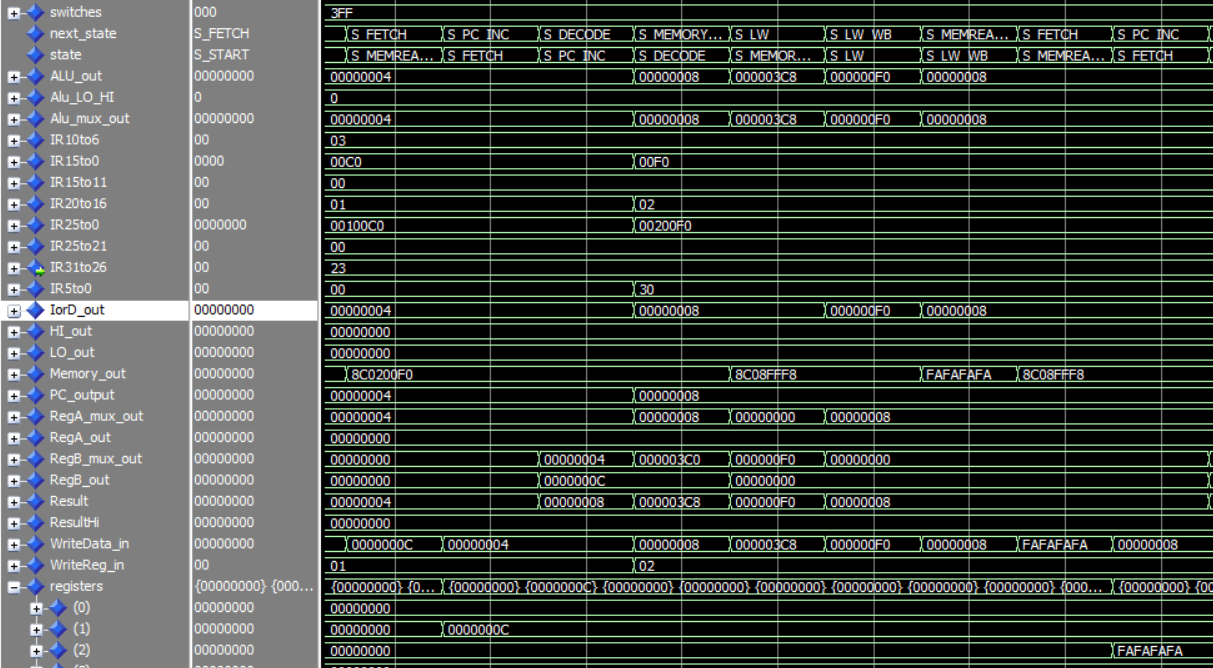 switches 000 3FF
next_state S_FETCH S_FETCH S_PC_INC S_DECODE S_MEMORY... S_LW S_LW_WB S_MEMREA... S_FETCH S_PC_INC
state S_START S_MEMREA... S_FETCH S_PC_INC S_DECODE S_MEMOR... S_LW S_LW_WB S_MEMREA... S_FETCH
ALU_out 00000000 00000004 00000008 000003C8 000000F0 00000008
Alu_LO_HI 0 0
Alu_mux_out 00000000 00000004 00000008 000003C8 000000F0 00000008
IR10to6 00 03
IR15to0 0000 00C0 00F0
IR15to11 00 00
IR20to16 00 01 02
IR25to0 0000000 00100C0 00200F0
IR25to21 00 00
IR31to26 00 23
IR5to0 00 00 30
IorD_out 00000000 00000004 00000008 000000F0 00000008
HI_out 00000000 00000000
LO_out 00000000 00000000
Memory_out 00000000 8C0200F0 8C08FFF8 FAFAFAFA 8C08FFF8
PC_output 00000000 00000004 00000008
RegA_mux_out 00000000 00000004 00000008 00000000 00000008
RegA_out 00000000 00000000
RegB_mux_out 00000000 00000000 00000004 000003C0 000000F0 00000000
RegB_out 00000000 00000000 0000000C 00000000
Result 00000000 00000004 00000008 000003C8 000000F0 00000008
ResultHi 00000000 00000000
WriteData_in 00000000 0000000C 00000004 00000008 000003C8 000000F0 00000008 FAFAFAFA 00000008
WriteReg_in 00 01 02
registers {00000000} {000... {00000000} {0... {00000000} {0000000C} {00000000} {00000000} {00000000} {00000000} {00000000} {00000000} {000... {00000000} {00
(0) 00000000 00000000
(1) 00000000 00000000 0000000C
(2) 00000000 00000000 FAFAFAFA